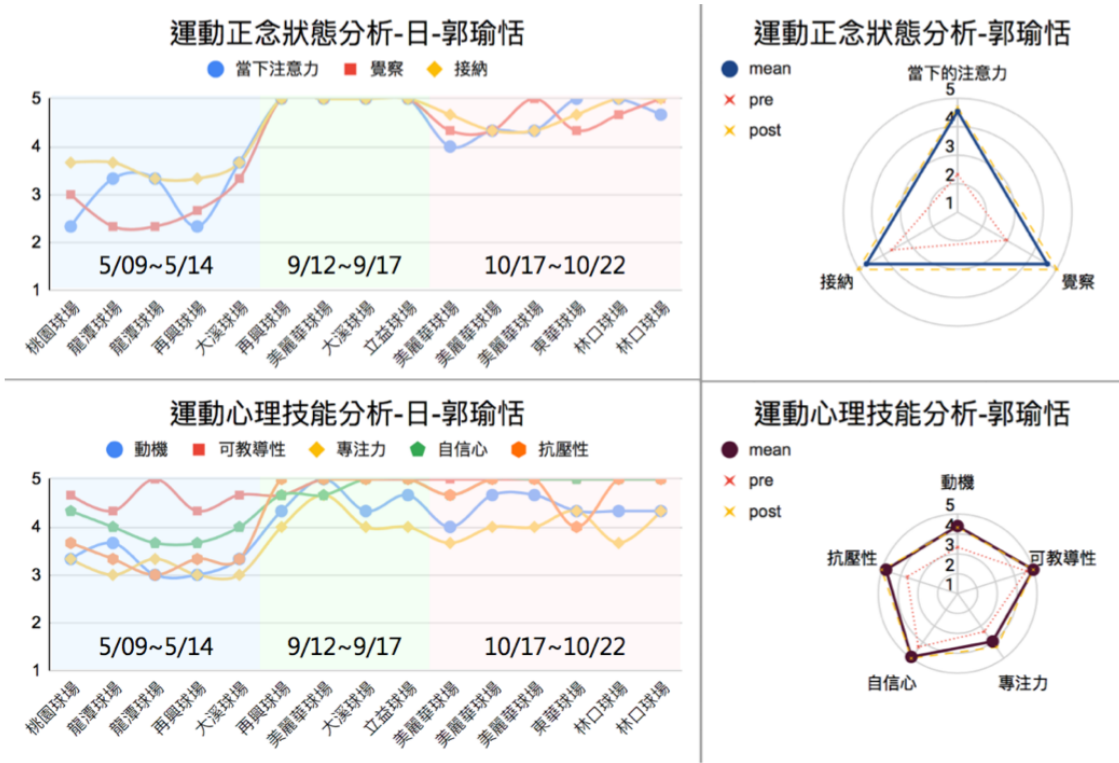 運動正念狀態分析-日-郭瑜恬
當下注意力 覺察 接納
5
4
3
2
1
5/09~5/14 9/12~9/17 10/17~10/22
桃園球場 龍潭球場 龍潭球場 再興球場 大溪球場 再興球場 美麗華球場 大溪球場 立益球場 美麗華球場 美麗華球場 美麗華球場 東華球場 林口球場 林口球場
運動正念狀態分析-郭瑜恬
mean
pre
post
當下的注意力
5
4
3
2
1
接納 覺察
運動心理技能分析-日-郭瑜恬
動機 可教導性 專注力 自信心 抗壓性
5
4
3
2
1
5/09~5/14 9/12~9/17 10/17~10/22
桃園球場 龍潭球場 龍潭球場 再興球場 大溪球場 再興球場 美麗華球場 大溪球場 立益球場 美麗華球場 美麗華球場 美麗華球場 東華球場 林口球場 林口球場
運動心理技能分析-郭瑜恬
mean
pre
post
動機
5
4
3
2
1
抗壓性 可教導性
自信心 專注力